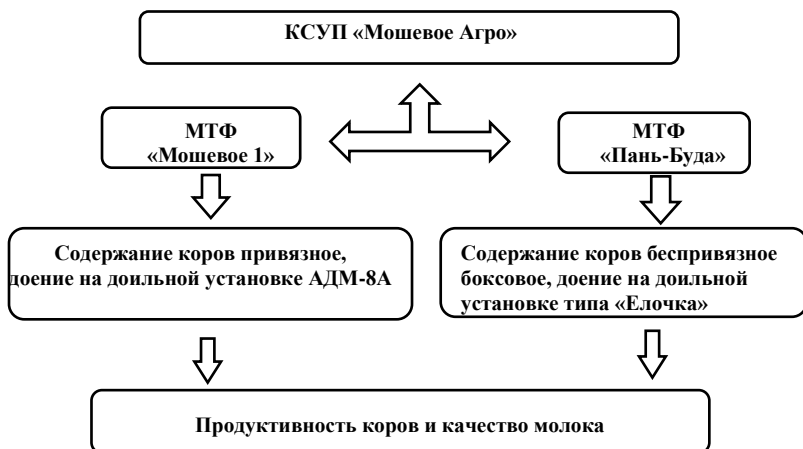 КСУП «Мошевое Агро»
МТФ
«Мошевое 1»
МТФ
«Пань-Буда»
Содержание коров привязное,
доение на доильной установке АДМ-8А
Содержание коров беспривязное
боксовое, доение на доильной
установке типа «Елочка»
Продуктивность коров и качество молока